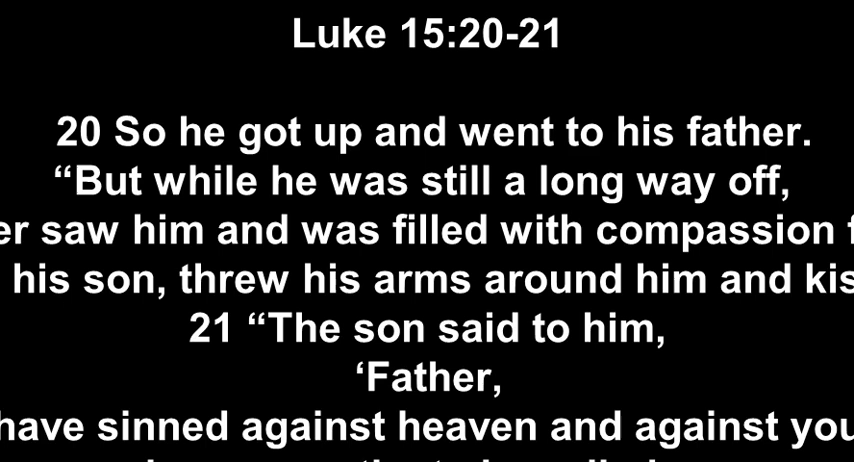 Luke 15:20-21
20 So he got up and went to his father.
“But while he was still a long way off,
er saw him and was filled with compassion f
his son, threw his arms around him and kis
21 “The son said to him,
‘Father,
have sinned against heaven and against you